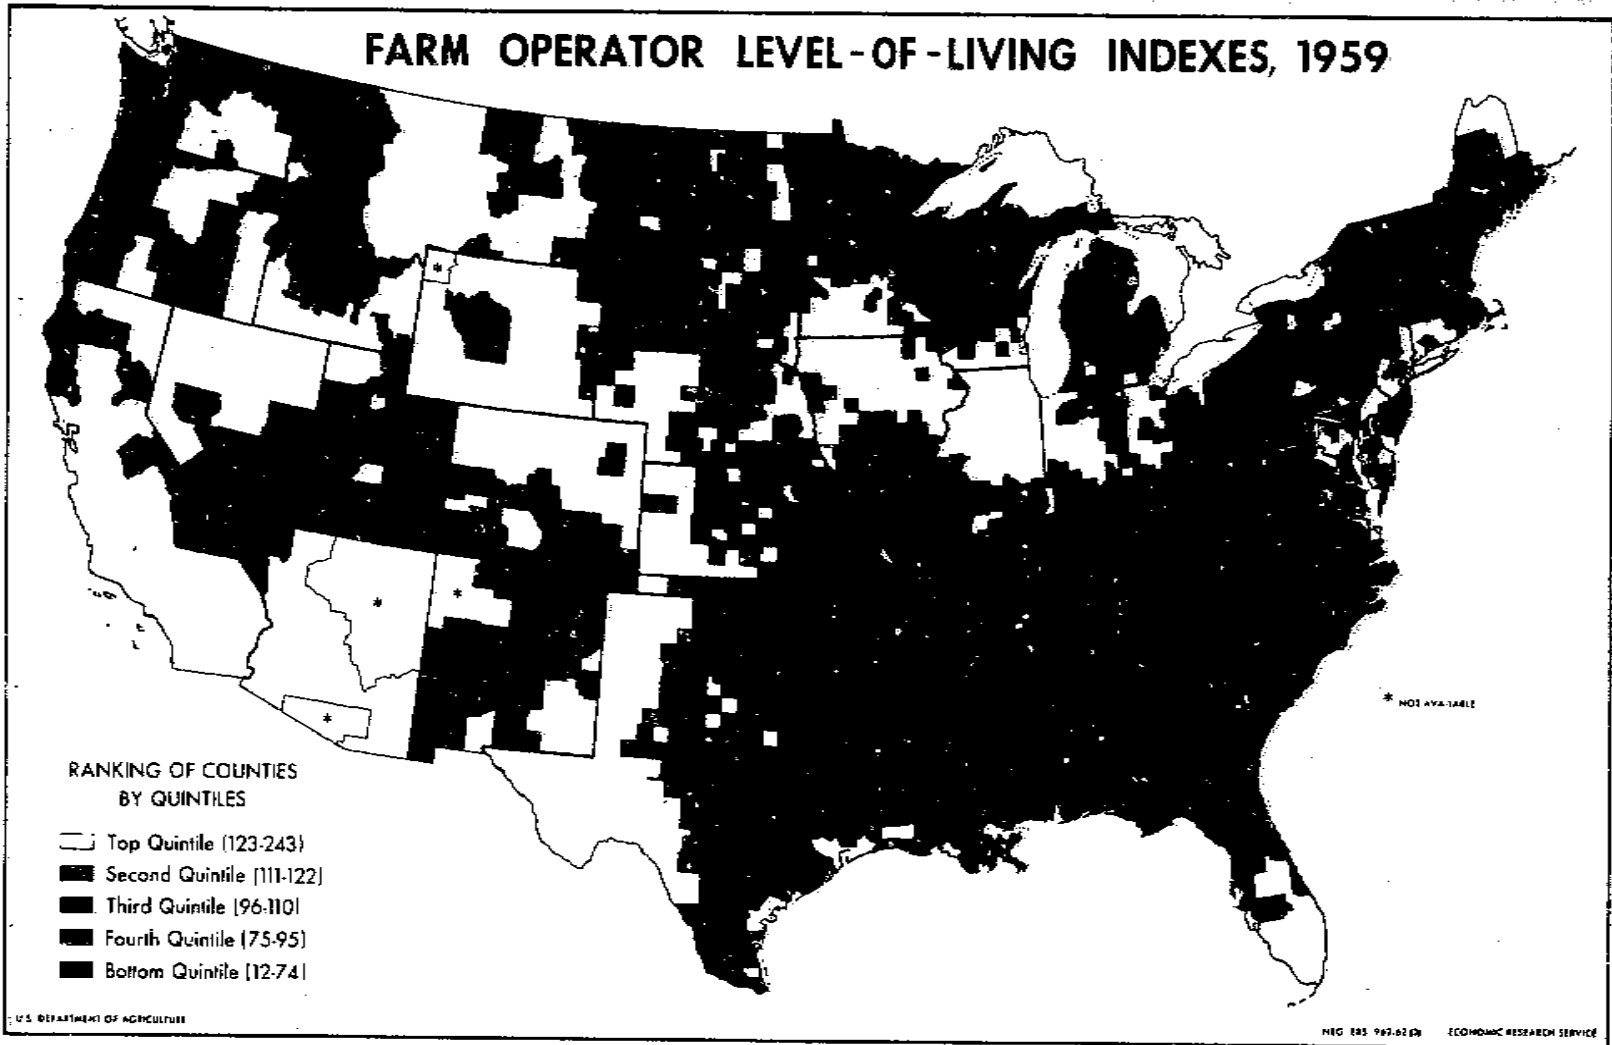 FARM OPERATOR LEVEL-OF-LIVING INDEXES, 1959
*
*
*
*
* NOT AVAILABLE
RANKING OF COUNTIES
BY QUINTILES
Top Quintile (123-243)
Second Quintile (111-122)
Third Quintile (96-110)
Fourth Quintile (75-95)
Bottom Quintile (12-74)
U.S. DEPARTMENT OF AGRICULTURE
NEG. ERS ECONOMIC RESEARCH SERVICE